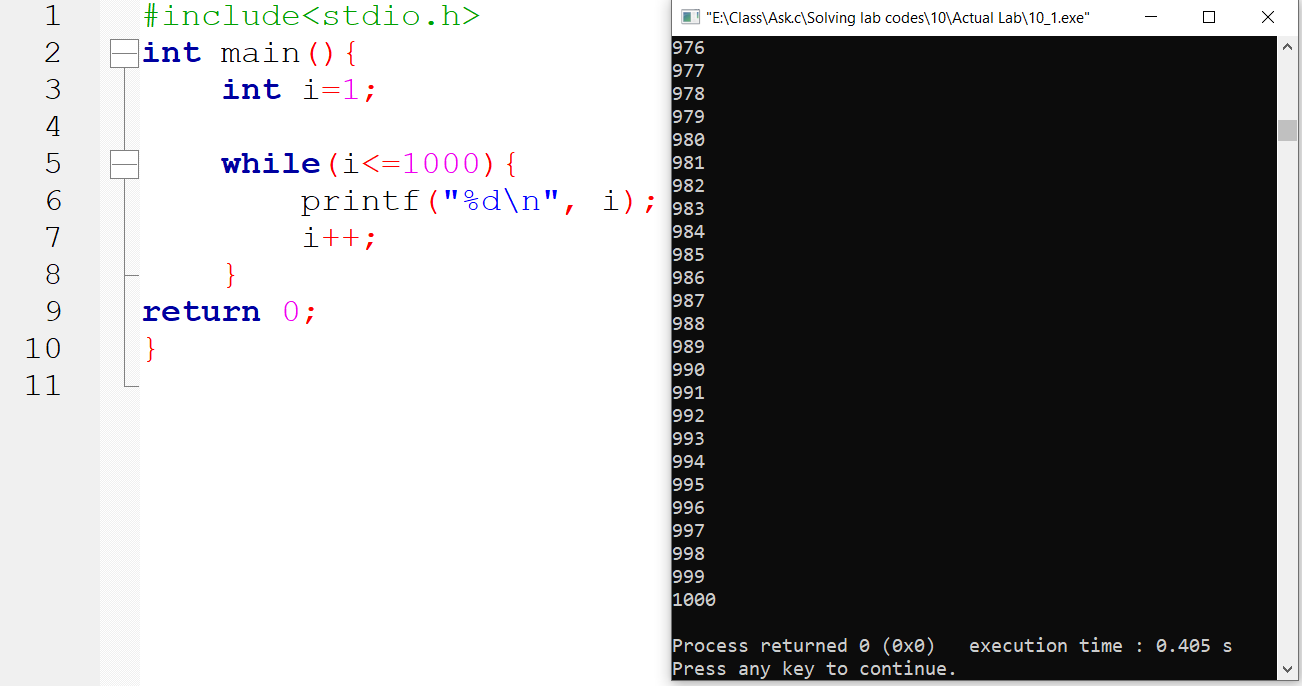 1 #include<stdio.h>
2 int main(){
3     int i=1;
4
5     while(i<=1000){
6         printf("%d\n", i);
7         i++;
8     }
9 return 0;
10 }
11
"E:\Class\Ask.c\Solving lab codes\10\Actual Lab\10_1.exe"
976
977
978
979
980
981
982
983
984
985
986
987
988
989
990
991
992
993
994
995
996
997
998
999
1000
Process returned 0 (0x0)   execution time : 0.405 s
Press any key to continue.